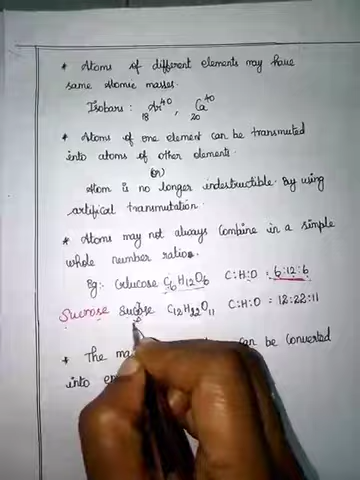 * Atoms of different elements may have
same atomic masses.
Isobars : ₁₈Ar⁴⁰ , ₂₀Ca⁴⁰
* Atoms of one element can be transmuted
into atoms of other elements.
(or)
Atom is no longer indestructible. By using
artifical transmutation.
* Atoms may not always combine in a simple
whole number ratio.
Eg:- Glucose C₆H₁₂O₆ C:H:O = 6:12:6
Sucrose C₁₂H₂₂O₁₁ C:H:O = 12:22:11
* The can be converted
into